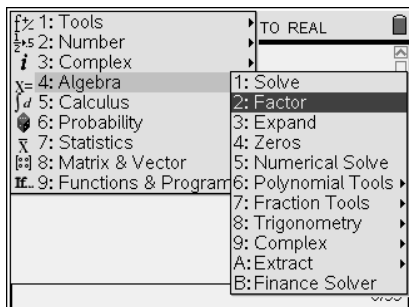 1: Tools
2: Number
3: Complex
4: Algebra
5: Calculus
6: Probability
7: Statistics
8: Matrix & Vector
9: Functions & Program
TO REAL
1: Solve
2: Factor
3: Expand
4: Zeros
5: Numerical Solve
6: Polynomial Tools
7: Fraction Tools
8: Trigonometry
9: Complex
A: Extract
B: Finance Solver